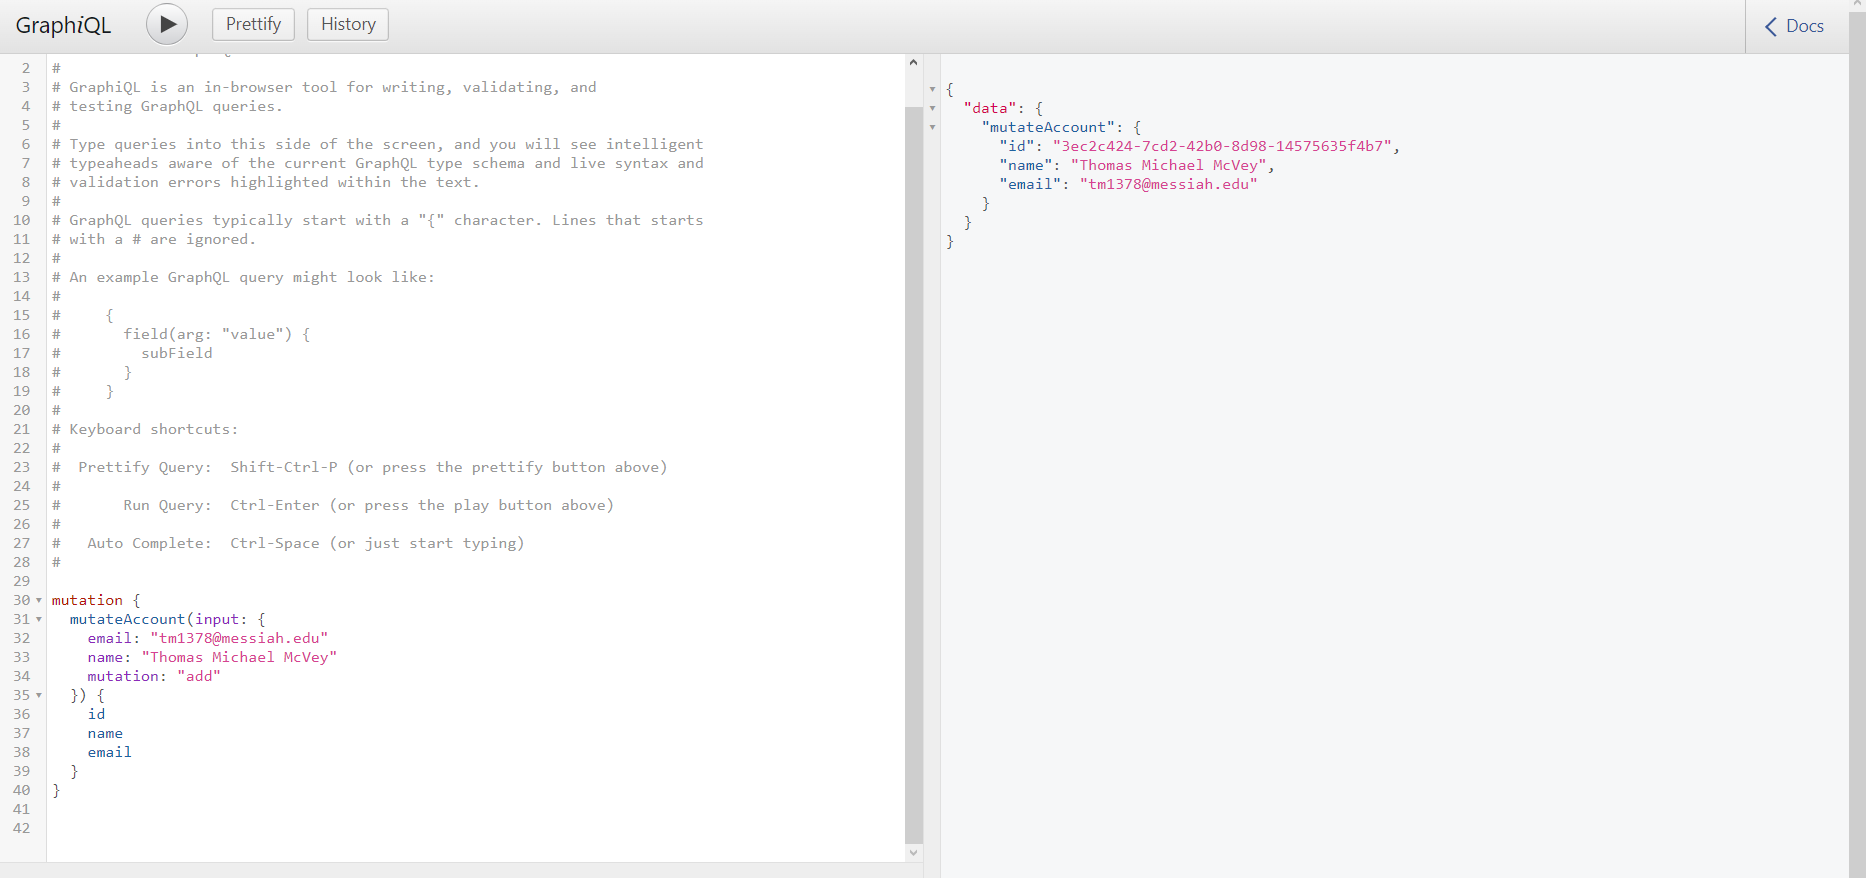 GraphiQL
Prettify
History
Docs
2 #
3 # GraphiQL is an in-browser tool for writing, validating, and
4 # testing GraphQL queries.
5 #
6 # Type queries into this side of the screen, and you will see intelligent
7 # typeaheads aware of the current GraphQL type schema and live syntax and
8 # validation errors highlighted within the text.
9 #
10 # GraphQL queries typically start with a "{" character. Lines that starts
11 # with a # are ignored.
12 #
13 # An example GraphQL query might look like:
14 #
15 #     {
16 #       field(arg: "value") {
17 #         subField
18 #       }
19 #     }
20 #
21 # Keyboard shortcuts:
22 #
23 #  Prettify Query:  Shift-Ctrl-P (or press the prettify button above)
24 #
25 #       Run Query:  Ctrl-Enter (or press the play button above)
26 #
27 #   Auto Complete:  Ctrl-Space (or just start typing)
28 #
29
30 mutation {
31   mutateAccount(input: {
32     email: "tm1378@messiah.edu"
33     name: "Thomas Michael McVey"
34     mutation: "add"
35   }) {
36     id
37     name
38     email
39   }
40 }
41
42
{
  "data": {
    "mutateAccount": {
      "id": "3ec2c424-7cd2-42b0-8d98-14575635f4b7",
      "name": "Thomas Michael McVey",
      "email": "tm1378@messiah.edu"
    }
  }
}